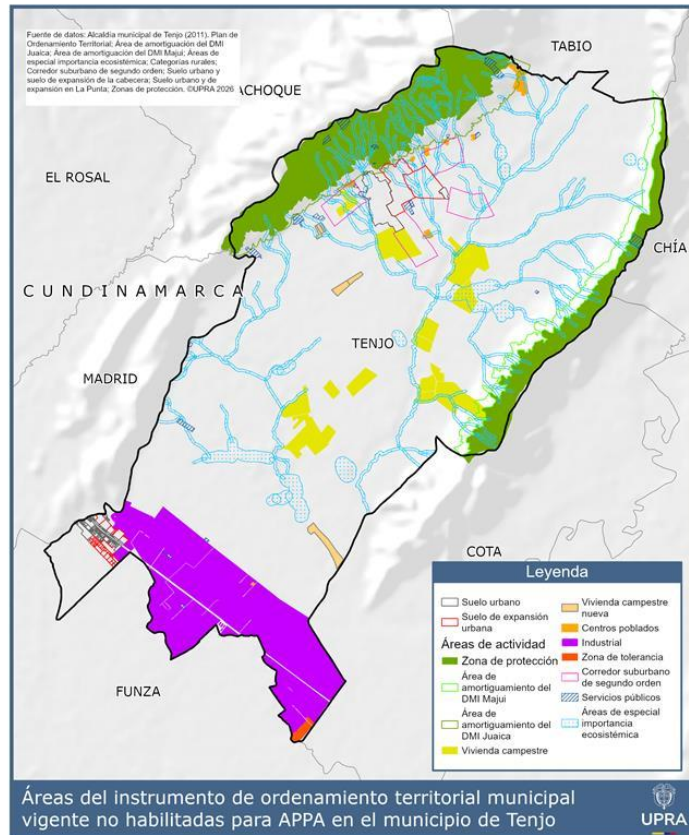 Fuente de datos: Alcaldia municipal de Tenjo (2011). Plan de
Ordenamiento Territorial; Área de amortiguación del DMI
Juaica; Área de amortiguación del DMI Majui; Áreas de
especial importancia ecosistémica; Categorias rurales;
Corredor suburbano de segundo orden; Suelo urbano y
suelo de expansión de la cabecera; Suelo urbano y de
expansión en La Punta; Zonas de protección. ©UPRA 2026
TABIO
ACHOQUE
EL ROSAL
CHÍA
CUNDINAMARCA
TENJO
MADRID
COTA
FUNZA
Leyenda
Suelo urbano
Suelo de expansión
urbana
Áreas de actividad
Zona de protección
Área de
amortiguamiento del
DMI Majui
Área de
amortiguamiento del
DMI Juaica
Vivienda campestre
Vivienda campestre
nueva
Centros poblados
Industrial
Zona de tolerancia
Corredor suburbano
de segundo orden
Servicios públicos
Áreas de especial
importancia
ecosistémica
Áreas del instrumento de ordenamiento territorial municipal
vigente no habilitadas para APPA en el municipio de Tenjo
UPRA